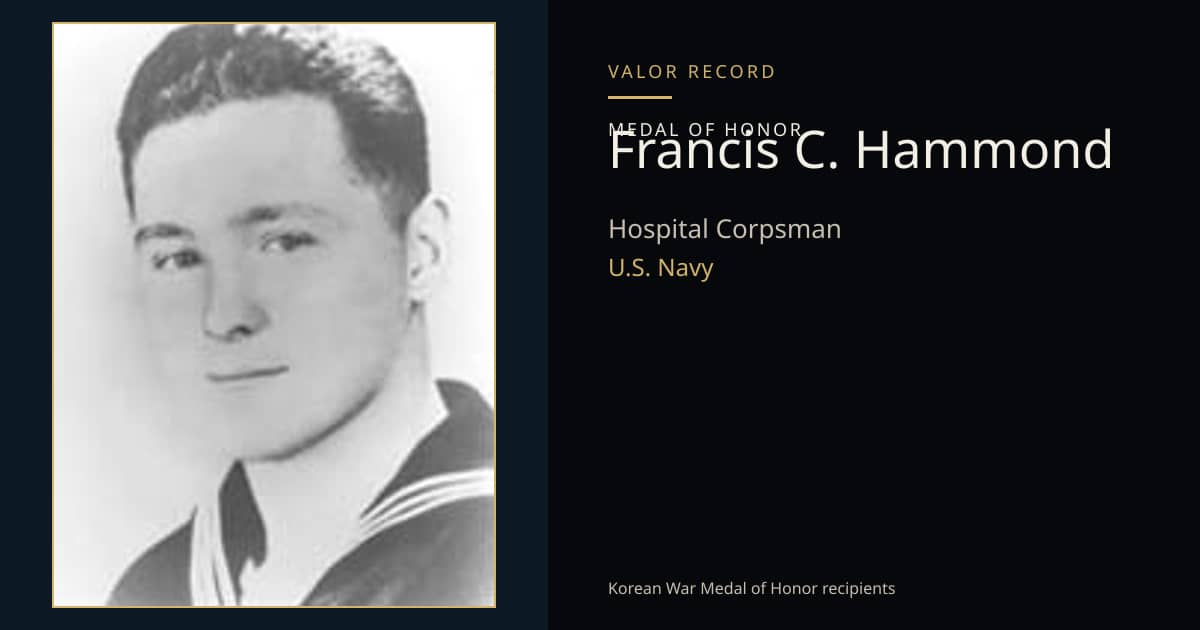 VALOR RECORD
MEDAL OF HONOR
Francis C. Hammond
Hospital Corpsman
U.S. Navy
Korean War Medal of Honor recipients